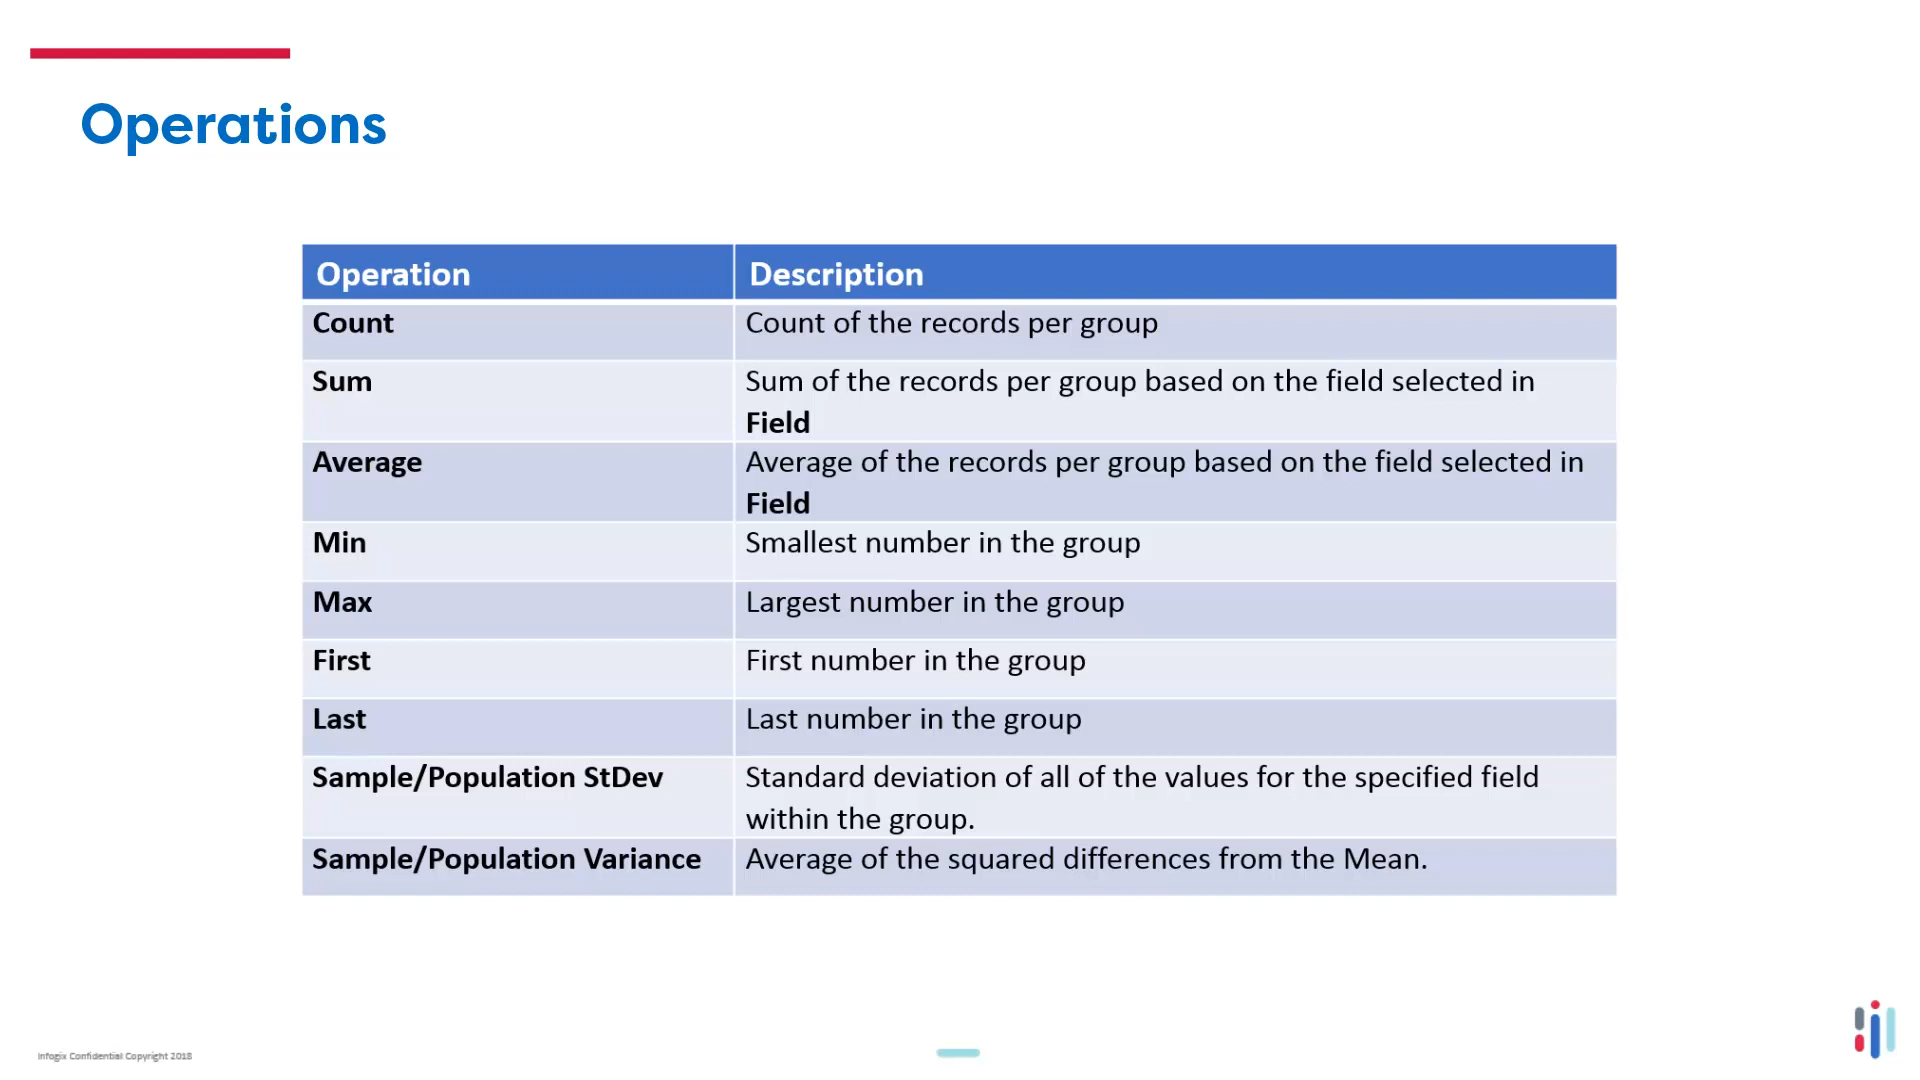 Operations
Operation Description
Count Count of the records per group
Sum Sum of the records per group based on the field selected in
Field
Average Average of the records per group based on the field selected in
Field
Min Smallest number in the group
Max Largest number in the group
First First number in the group
Last Last number in the group
Sample/Population StDev Standard deviation of all of the values for the specified field
within the group.
Sample/Population Variance Average of the squared differences from the Mean.
Infogix Confidential Copyright 2018